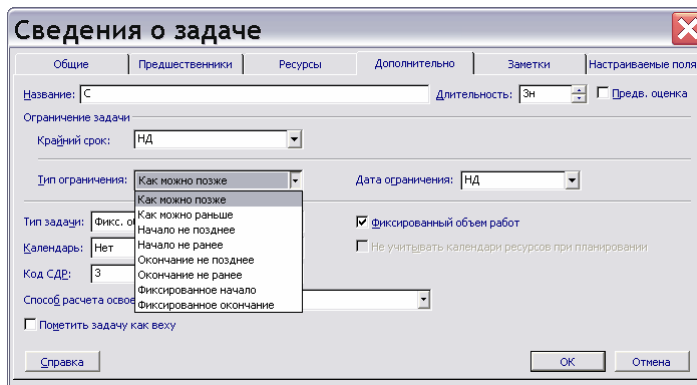 Сведения о задаче
Общие Предшественники Ресурсы Дополнительно Заметки Настраиваемые поля
Название: С Длительность: 3н Предв. оценка
Ограничение задачи
Крайний срок: НД
Тип ограничения: Как можно позже Дата ограничения: НД
Как можно позже
Как можно раньше
Начало не позднее
Начало не ранее
Окончание не позднее
Окончание не ранее
Фиксированное начало
Фиксированное окончание
Тип задачи: Фикс. об Фиксированный объем работ
Календарь: Нет Не учитывать календари ресурсов при планировании
Код СДР: 3
Способ расчета освое
Пометить задачу как веху
Справка ОК Отмена